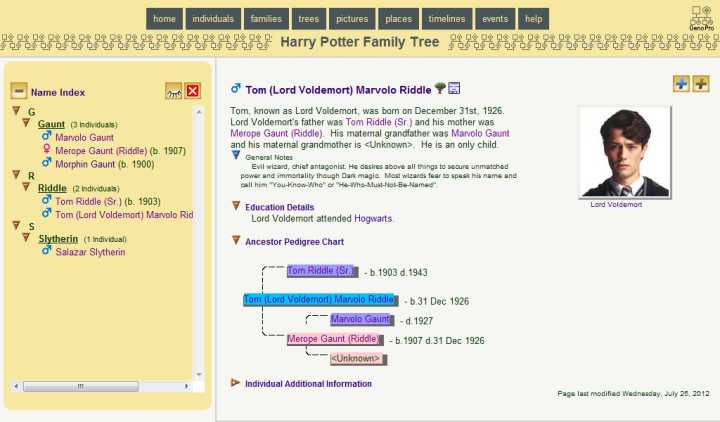 home individuals families trees pictures places timelines events help
GenoPro
Harry Potter Family Tree
Name Index
G
Gaunt (3 Individuals)
Marvolo Gaunt
Merope Gaunt (Riddle) (b. 1907)
Morphin Gaunt (b. 1900)
R
Riddle (2 Individuals)
Tom Riddle (Sr.) (b. 1903)
Tom (Lord Voldemort) Marvolo Rid
S
Slytherin (1 Individual)
Salazar Slytherin
Tom (Lord Voldemort) Marvolo Riddle
Tom, known as Lord Voldemort, was born on December 31st, 1926.
Lord Voldemort's father was Tom Riddle (Sr.) and his mother was
Merope Gaunt (Riddle). His maternal grandfather was Marvolo Gaunt
and his maternal grandmother is <Unknown>. He is an only child.
General Notes
Evil wizard, chief antagonist. He desires above all things to secure unmatched
power and immortality though Dark magic. Most wizards fear to speak his name and
call him "You-Know-Who" or "He-Who-Must-Not-Be-Named".
Lord Voldemort
Education Details
Lord Voldemort attended Hogwarts.
Ancestor Pedigree Chart
Tom Riddle (Sr.) - b.1903 d.1943
Tom (Lord Voldemort) Marvolo Riddle - b.31 Dec 1926
Marvolo Gaunt - d.1927
Merope Gaunt (Riddle) - b.1907 d.31 Dec 1926
<Unknown>
Individual Additional Information
Page last modified Wednesday, July 25, 2012